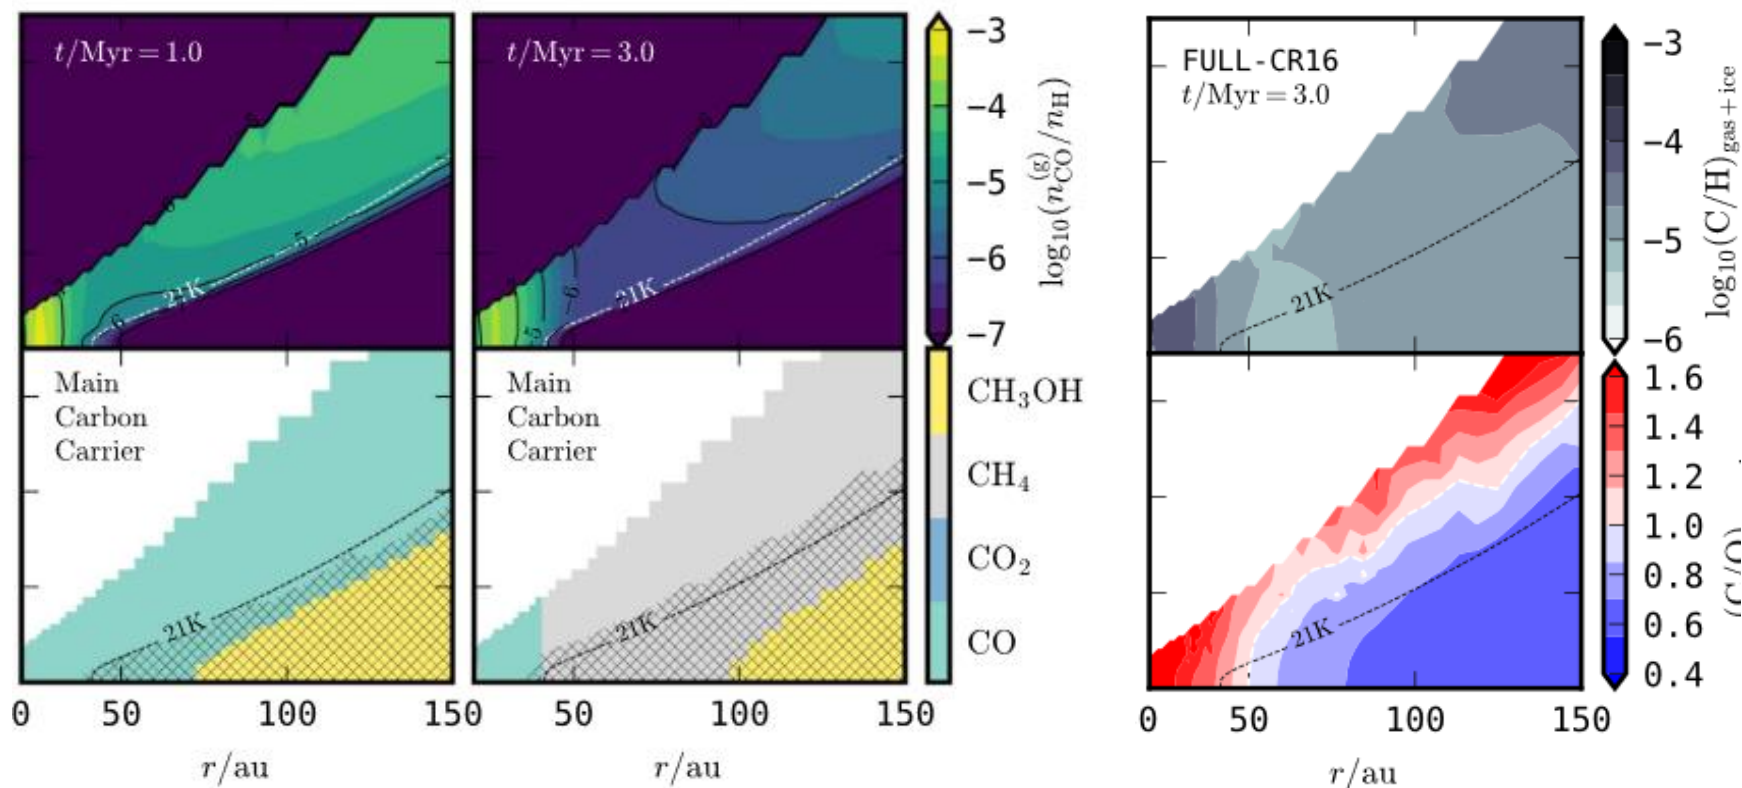 t/Myr = 1.0
t/Myr = 3.0
21K
21K
5
6
5
6
−3
−4
−5
−6
−7
log10(n(g)CO/nH)
Main
Carbon
Carrier
21K
Main
Carbon
Carrier
21K
CH3OH
CH4
CO2
CO
0 50 100 150
50 100 150
r/au
r/au
FULL-CR16
t/Myr = 3.0
21K
−3
−4
−5
−6
log10(C/H)gas+ice
21K
1.6
1.4
1.2
1.0
0.8
0.6
0.4
0 50 100 150
r/au